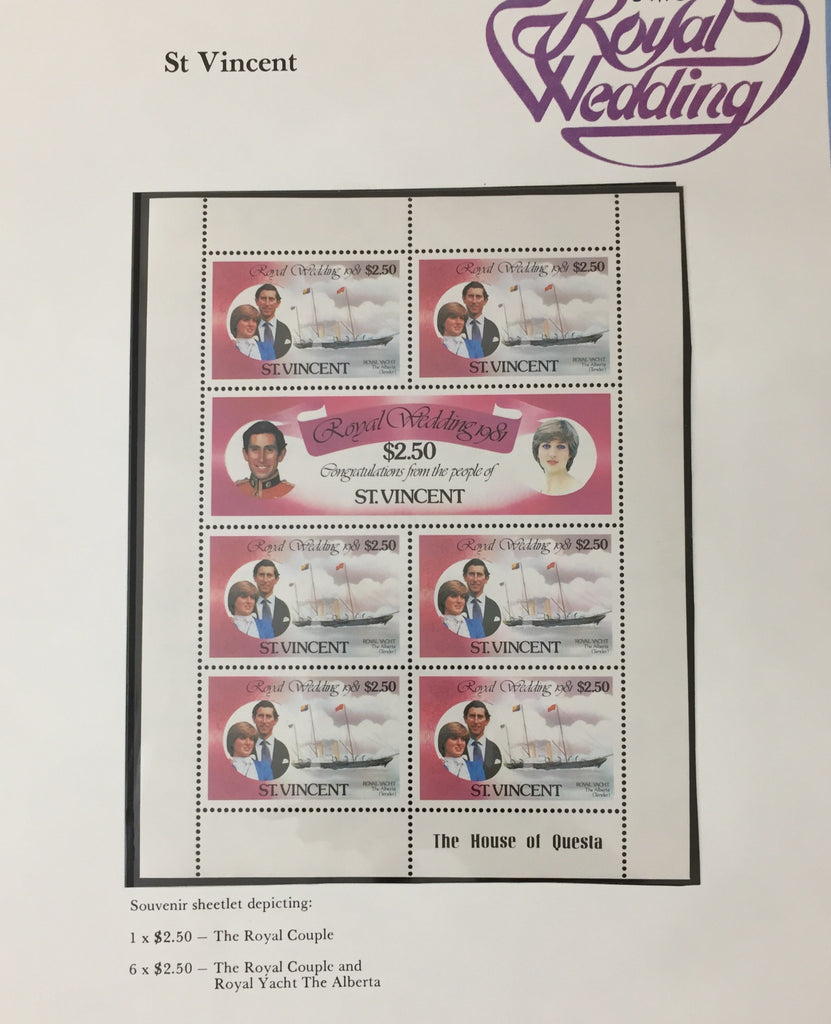 Royal
Wedding
St Vincent
Royal Wedding 1981 $2.50
ST. VINCENT
ROYAL YACHT
The Alberta
(Tender)
Royal Wedding 1981 $2.50
ST. VINCENT
ROYAL YACHT
The Alberta
(Tender)
Royal Wedding 1981
$2.50
Congratulations from the people of
ST. VINCENT
Royal Wedding 1981 $2.50
ST. VINCENT
ROYAL YACHT
The Alberta
(Tender)
Royal Wedding 1981 $2.50
ST. VINCENT
ROYAL YACHT
The Alberta
(Tender)
Royal Wedding 1981 $2.50
ST. VINCENT
ROYAL YACHT
The Alberta
(Tender)
Royal Wedding 1981 $2.50
ST. VINCENT
ROYAL YACHT
The Alberta
(Tender)
The House of Questa
Souvenir sheetlet depicting:
1 x $2.50 – The Royal Couple
6 x $2.50 – The Royal Couple and
Royal Yacht The Alberta